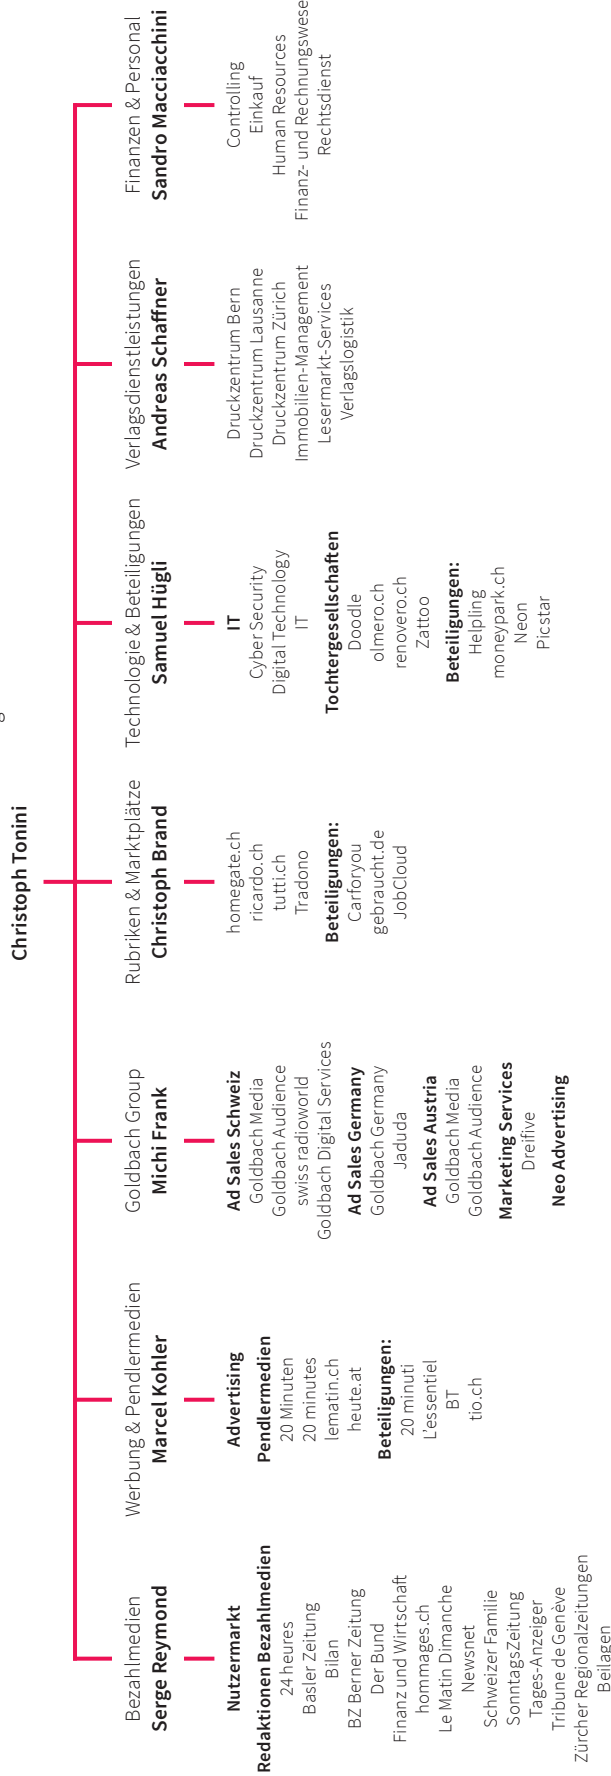 Christoph Tonini
Bezahlmedien
Serge Reymond
Nutzermarkt
Redaktionen Bezahlmedien
24 heures
Basler Zeitung
Bilan
BZ Berner Zeitung
Der Bund
Finanz und Wirtschaft
hommages.ch
Le Matin Dimanche
Newsnet
Schweizer Familie
SonntagsZeitung
Tages-Anzeiger
Tribune de Genève
Zürcher Regionalzeitungen
Beilagen
Werbung & Pendlermedien
Marcel Kohler
Advertising
Pendlermedien
20 Minuten
20 minutes
lematin.ch
heute.at
Beteiligungen:
20 minuti
L'essentiel
BT
tio.ch
Goldbach Group
Michi Frank
Ad Sales Schweiz
Goldbach Media
Goldbach Audience
swiss radioworld
Goldbach Digital Services
Ad Sales Germany
Goldbach Germany
Jaduda
Ad Sales Austria
Goldbach Media
Goldbach Audience
Marketing Services
Dreifive
Neo Advertising
Rubriken & Marktplätze
Christoph Brand
homegate.ch
ricardo.ch
tutti.ch
Tradono
Beteiligungen:
Carforyou
gebraucht.de
JobCloud
Technologie & Beteiligungen
Samuel Hügli
IT
Cyber Security
Digital Technology
IT
Tochtergesellschaften
Doodle
olmero.ch
renovero.ch
Zattoo
Beteiligungen:
Helpling
moneypark.ch
Neon
Picstar
Verlagsdienstleistungen
Andreas Schaffner
Druckzentrum Bern
Druckzentrum Lausanne
Druckzentrum Zürich
Immobilien-Management
Lesermarkt-Services
Verlagslogistik
Finanzen & Personal
Sandro Macciacchini
Controlling
Einkauf
Human Resources
Finanz- und Rechnungswese
Rechtsdienst